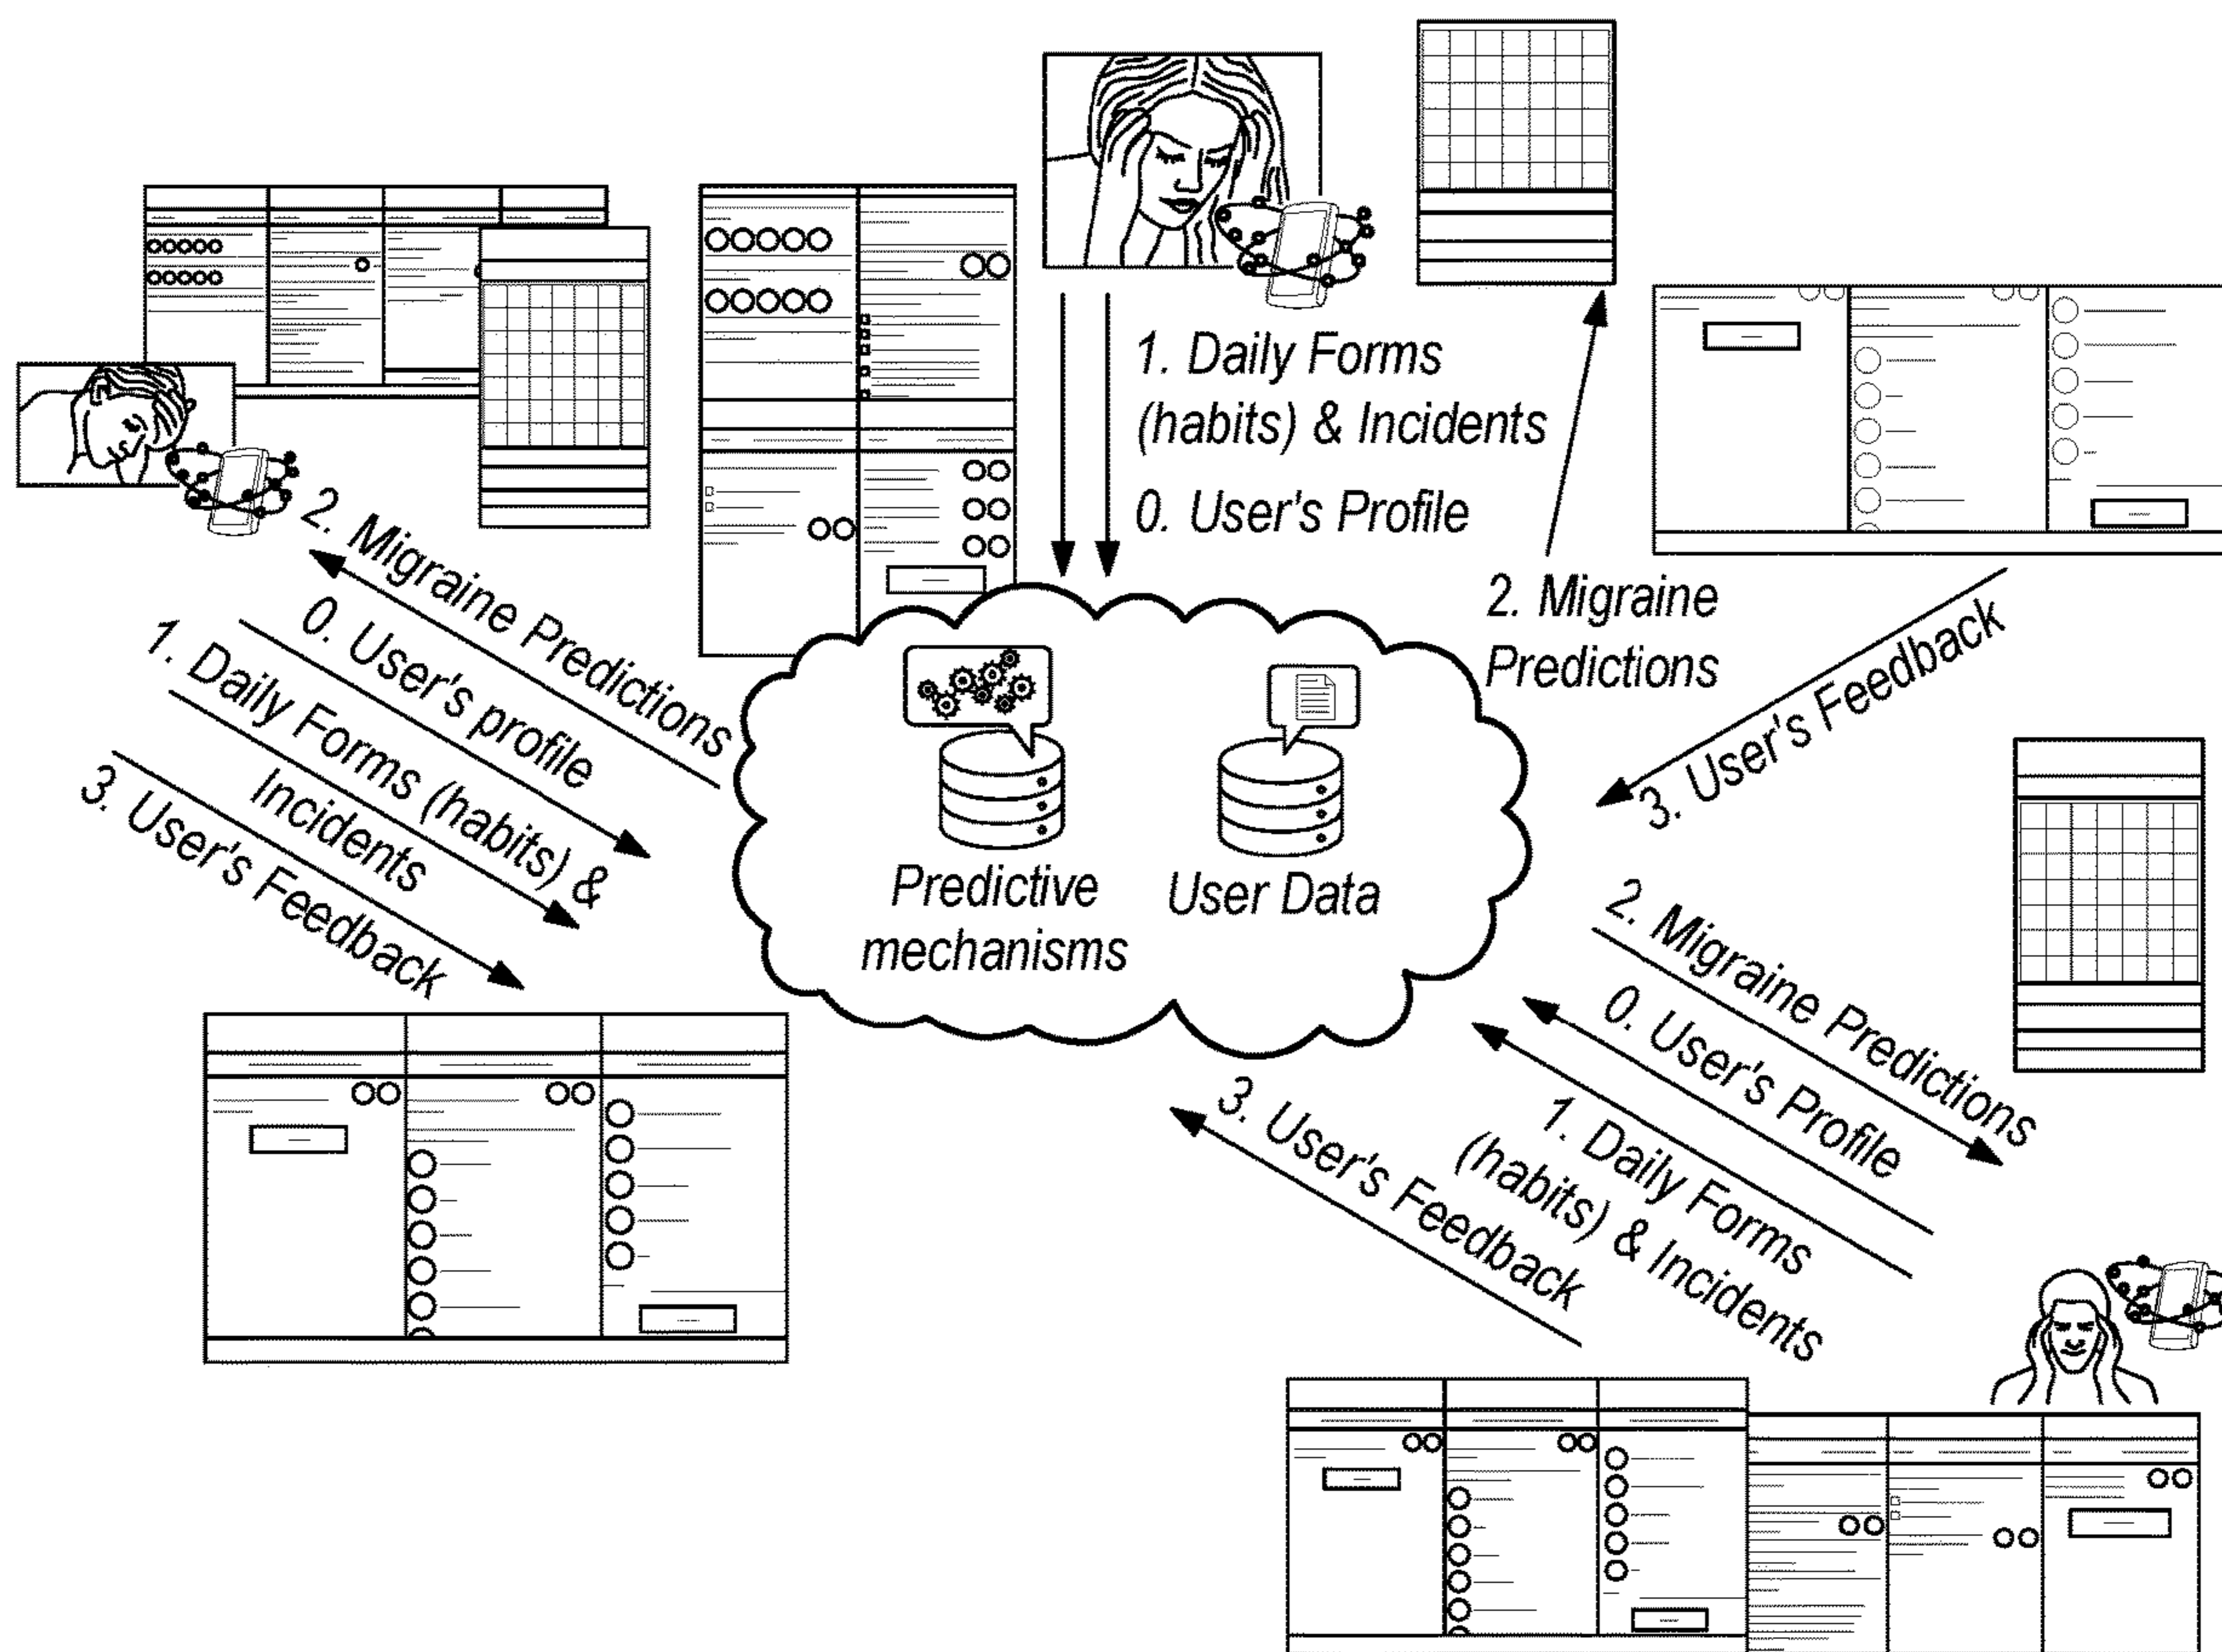 1. Daily Forms
(habits) & Incidents
0. User's Profile
2. Migraine
Predictions
3. User's Feedback
2. Migraine Predictions
0. User's profile
1. Daily Forms (habits) &
Incidents
3. User's Feedback
Predictive
mechanisms
User Data
2. Migraine Predictions
0. User's Profile
1. Daily Forms
(habits) & Incidents
3. User's Feedback